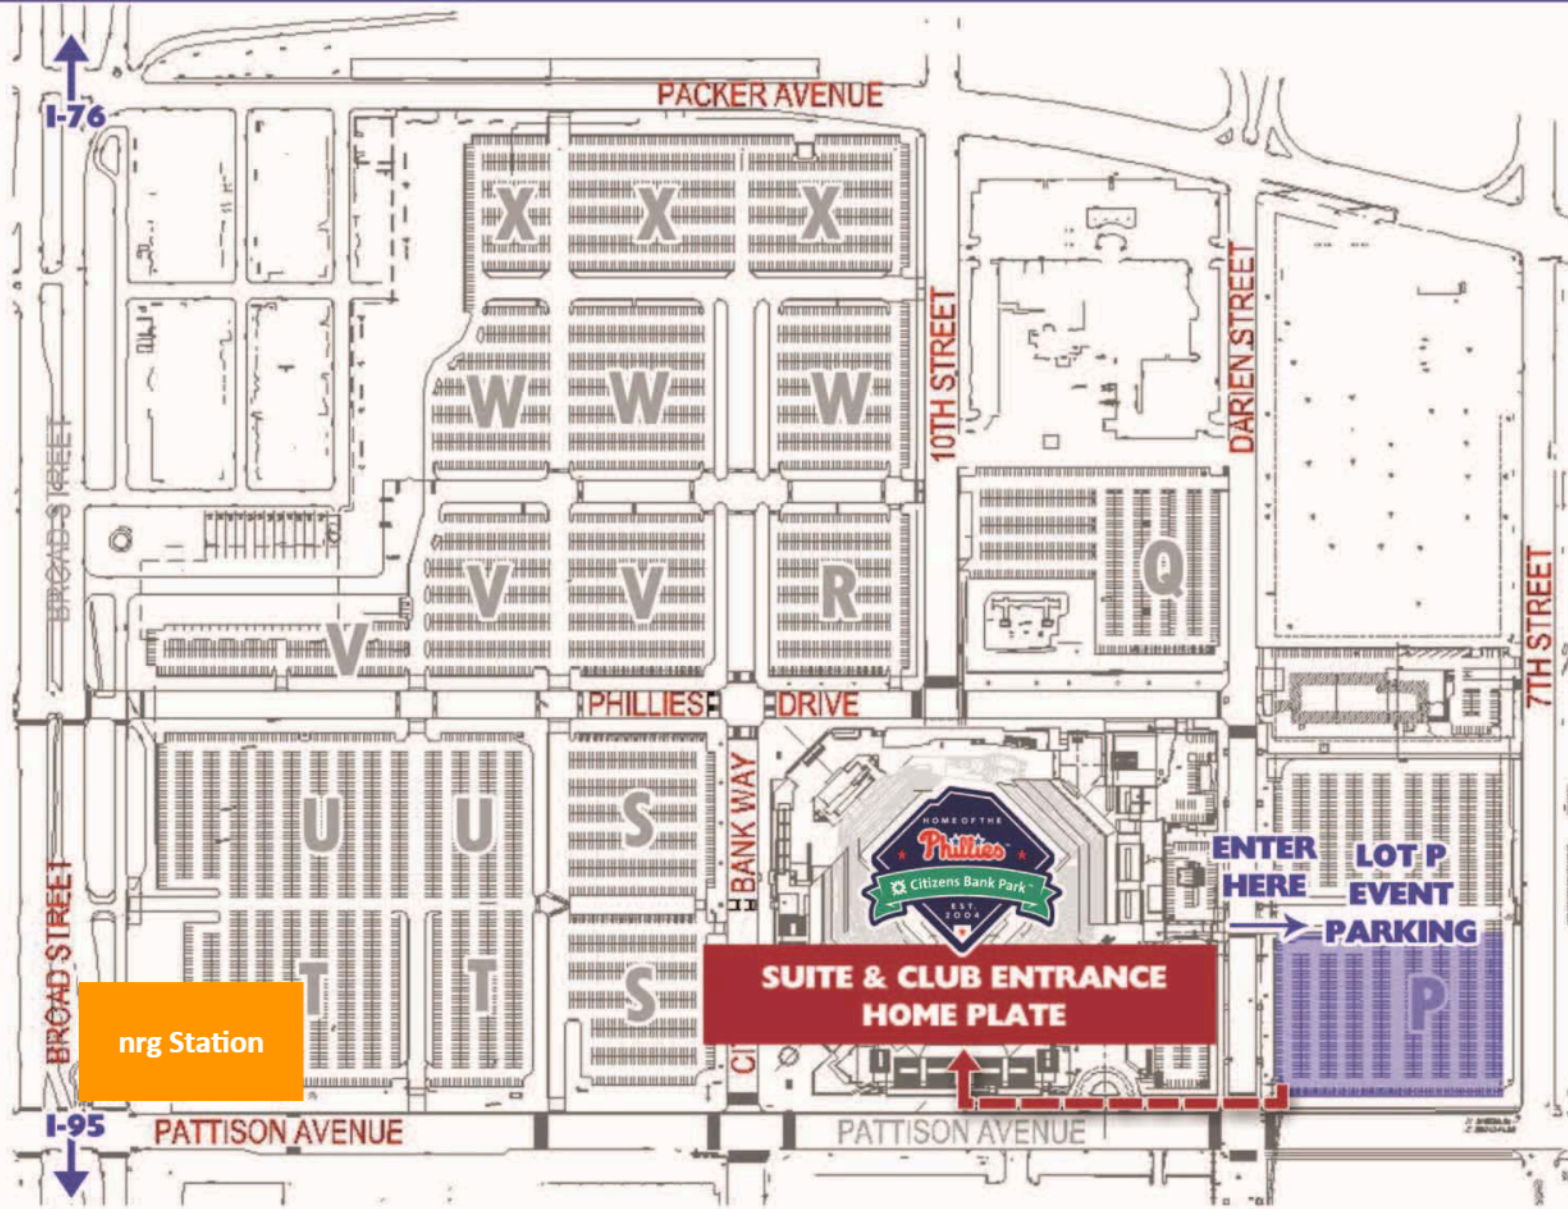 I-76
PACKER AVENUE
X X X
10TH STREET
DARIEN STREET
W W W
BROAD STREET
Q
V V R
V
7TH STREET
PHILLIES DRIVE
BANK WAY
U U S
HOME OF THE
Phillies
Citizens Bank Park
EST.
2004
ENTER
HERE
LOT P
EVENT
PARKING
BROAD STREET
T T S
SUITE & CLUB ENTRANCE
HOME PLATE
P
nrg Station
I-95
PATTISON AVENUE
PATTISON AVENUE